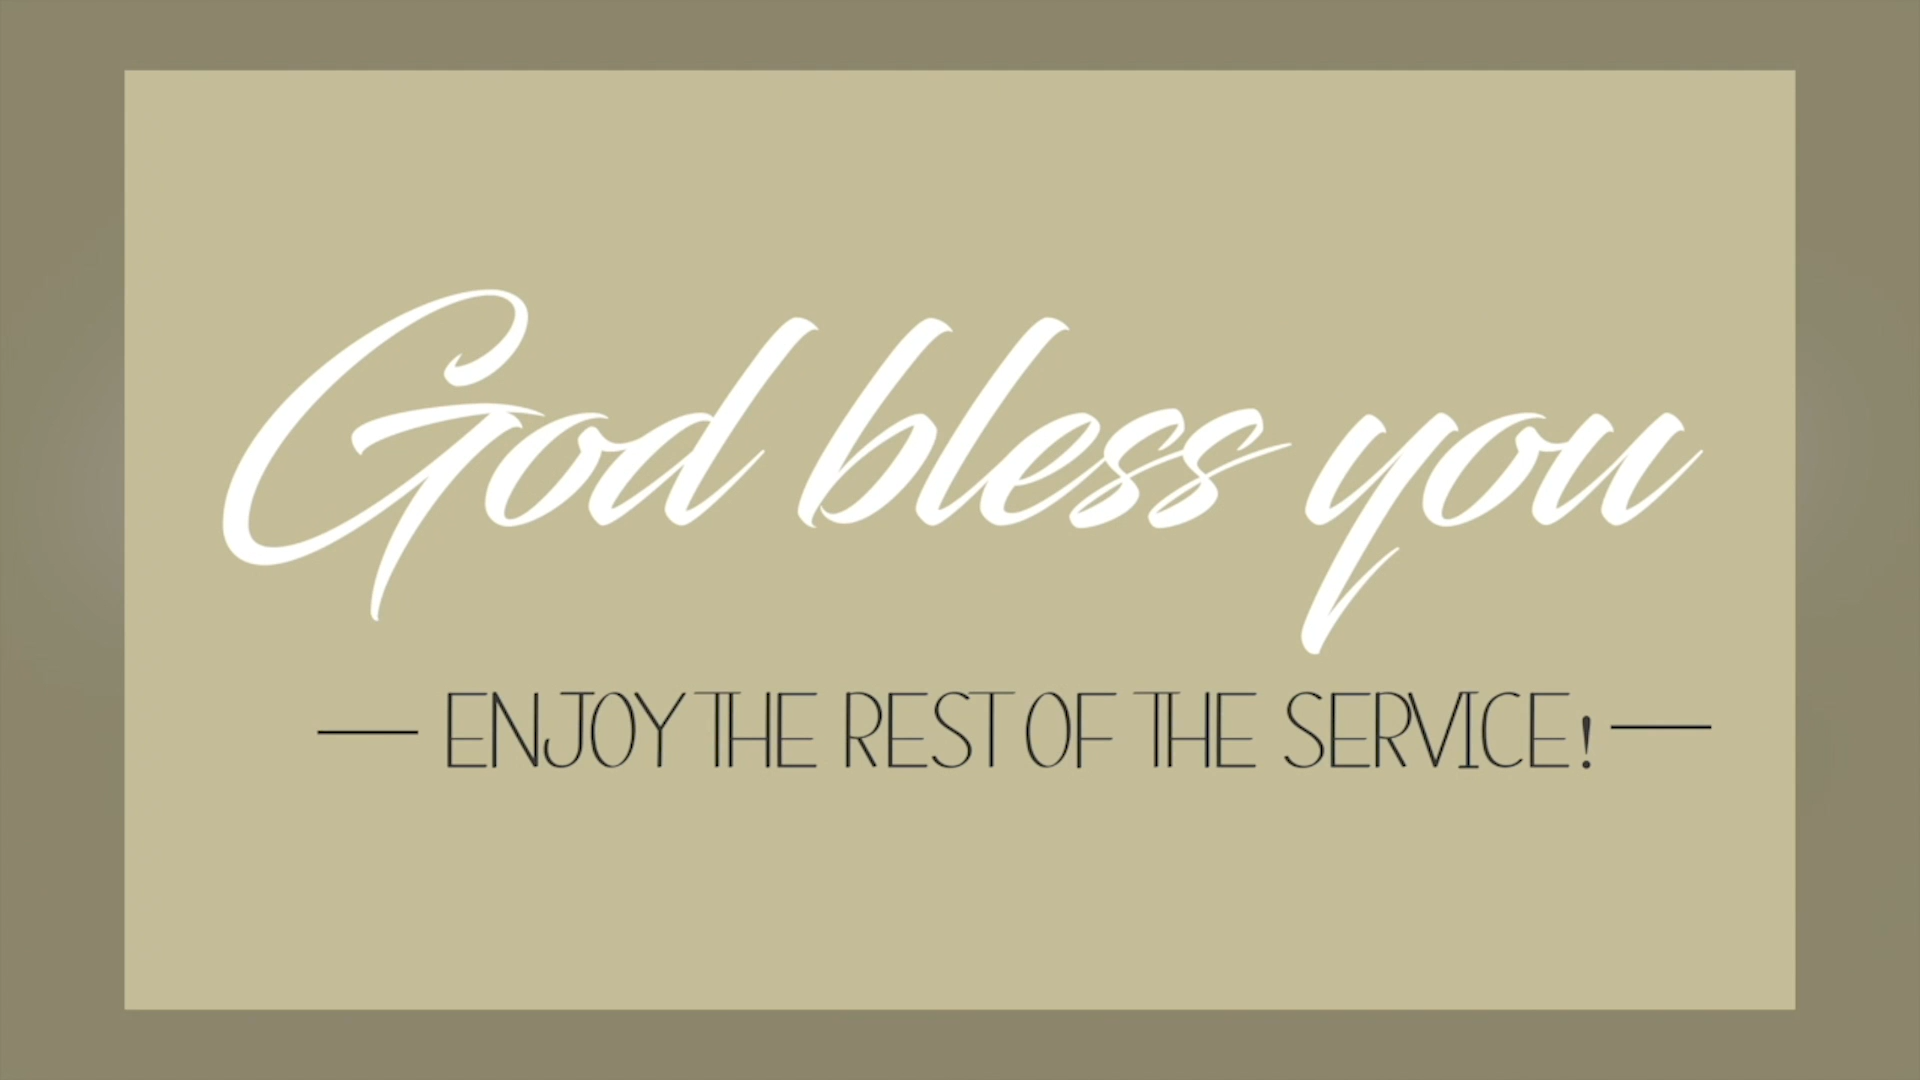 God bless you
— ENJOY THE REST OF THE SERVICE! —